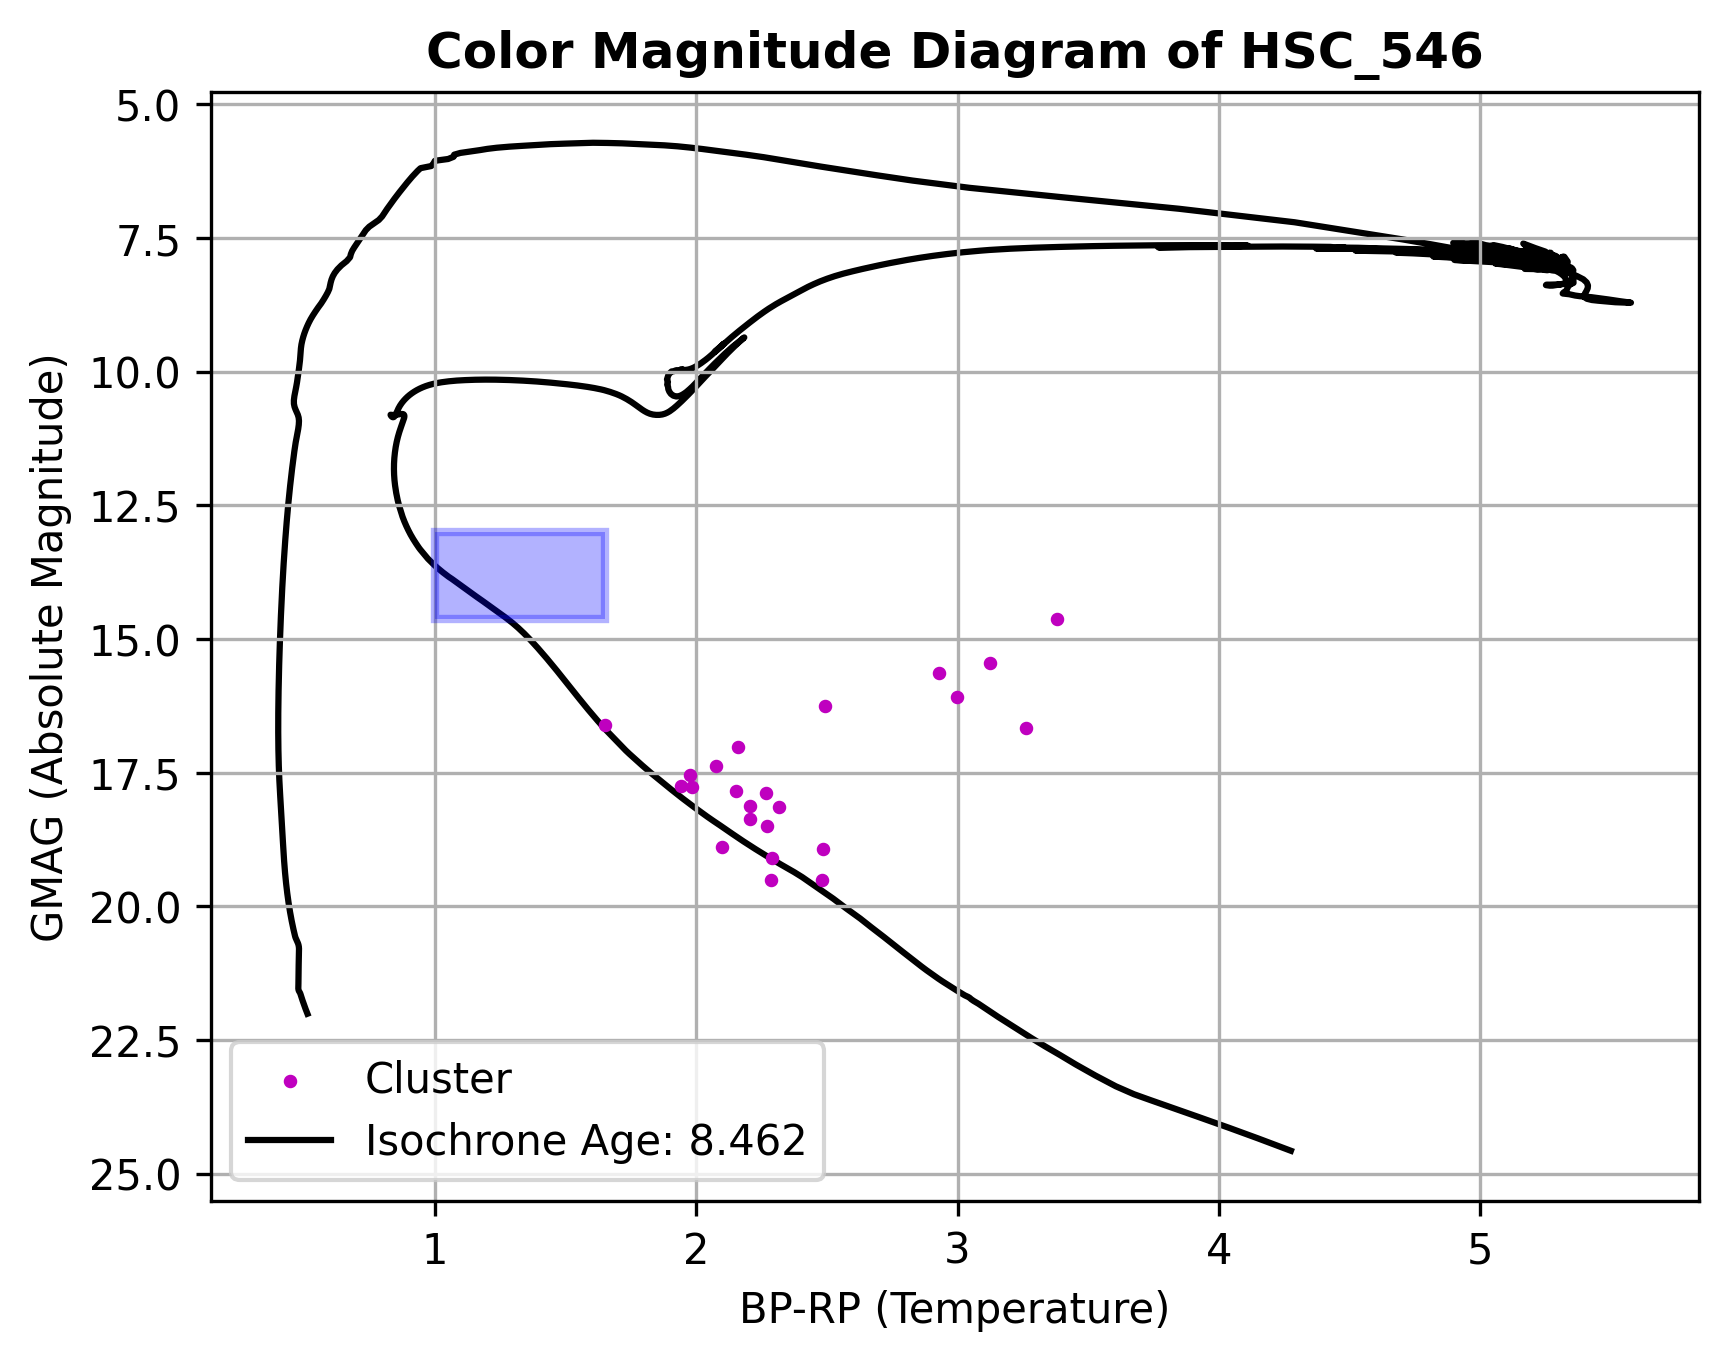 Color Magnitude Diagram of HSC_546
GMAG (Absolute Magnitude)
5.0
7.5
10.0
12.5
15.0
17.5
20.0
22.5
25.0
Cluster
Isochrone Age: 8.462
1 2 3 4 5
BP-RP (Temperature)